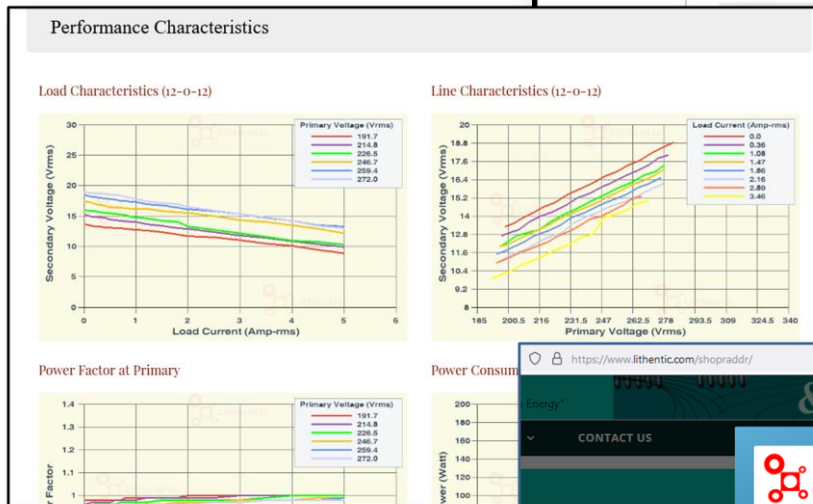 Performance Characteristics
Load Characteristics (12-0-12)
Line Characteristics (12-0-12)
Primary Voltage (Vrms)
191.7
214.8
226.5
246.7
259.4
272.0
30
25
20
15
10
5
0
Secondary Voltage (Vrms)
0 1 2 3 4 5 6
Load Current (Amp-rms)
Load Current (Amp-rms)
0.0
0.36
1.08
1.47
1.86
2.16
2.89
3.46
20
18.8
17.6
16.4
15.2
14
12.8
11.6
10.4
9.2
8
Secondary Voltage (Vrms)
185 200.5 216 231.5 247 262.5 278 293.5 309 324.5 340
Primary Voltage (Vrms)
Power Factor at Primary
Power Consum
Primary Voltage (Vrms)
191.7
214.8
226.5
246.7
259.4
272.0
1.4
1.3
1.2
1.1
1
Factor
200
180
160
140
120
100
(Watt)
https://www.lithentic.com/shopraddr/
Energy"
&
CONTACT US